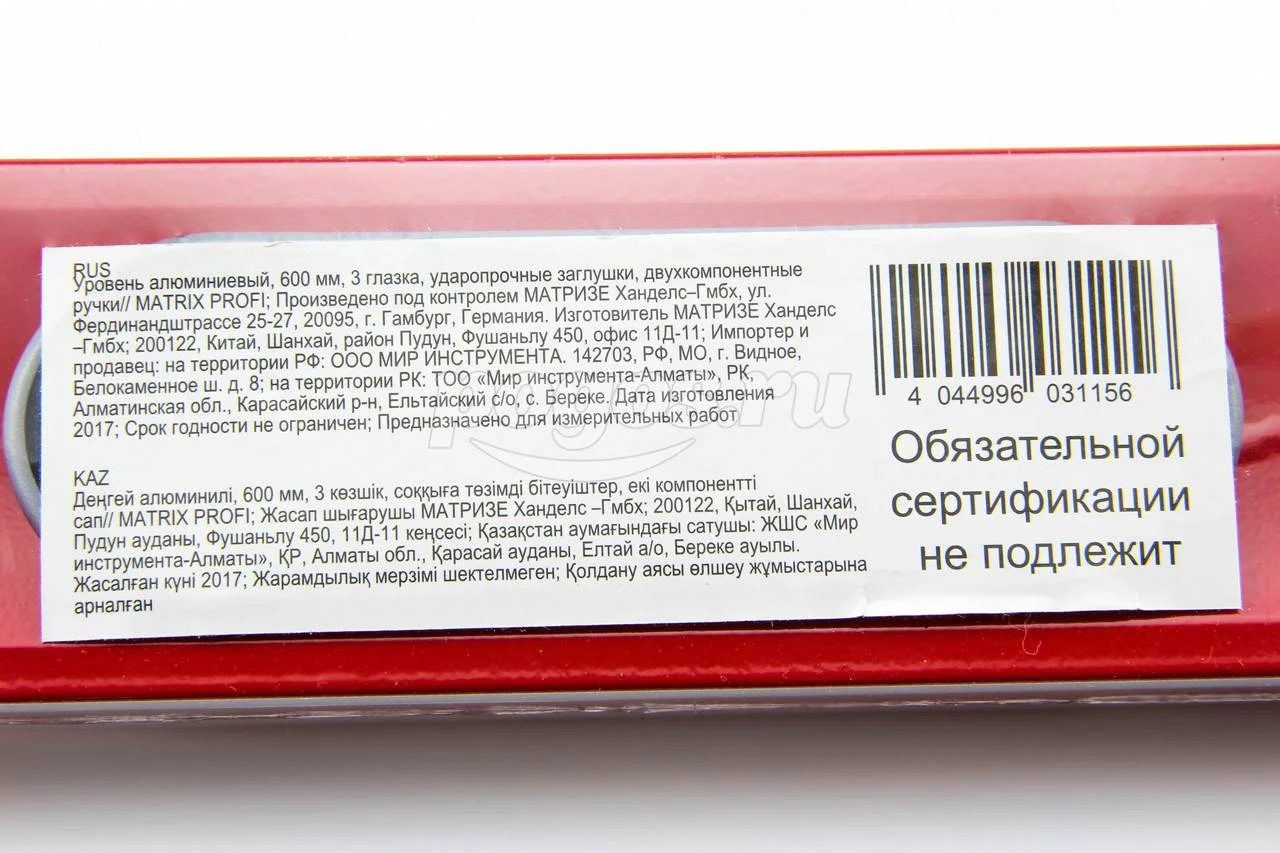 RUS
Уровень алюминиевый, 600 мм, 3 глазка, ударопрочные заглушки, двухкомпонентные
ручки// MATRIX PROFI; Произведено под контролем МАТРИЗЕ Ханделс–Гмбх, ул.
Фердинандштрассе 25-27, 20095, г. Гамбург, Германия. Изготовитель МАТРИЗЕ Ханделс
–Гмбх; 200122, Китай, Шанхай, район Пудун, Фушаньлу 450, офис 11Д-11; Импортер и
продавец: на территории РФ: ООО МИР ИНСТРУМЕНТА. 142703, РФ, МО, г. Видное,
Белокаменное ш. д. 8; на территории РК: ТОО «Мир инструмента-Алматы», РК,
Алматинская обл., Карасайский р-н, Ельтайский с/о, с. Береке. Дата изготовления
2017; Срок годности не ограничен; Предназначено для измерительных работ
KAZ
Деңгей алюминилі, 600 мм, 3 көзшік, соққыға төзімді бітеуіштер, екі компонентті
сап// MATRIX PROFI; Жасап шығарушы МАТРИЗЕ Ханделс –Гмбх; 200122, Қытай, Шанхай,
Пудун ауданы, Фушаньлу 450, 11Д-11 кеңсесі; Қазақстан аумағындағы сатушы: ЖШС «Мир
инструмента-Алматы», ҚР, Алматы обл., Қарасай ауданы, Елтай а/о, Береке ауылы.
Жасалған күні 2017; Жарамдылық мерзімі шектелмеген; Қолдану аясы өлшеу жұмыстарына
арналған
4 044996 031156
Обязательной
сертификации
не подлежит
pogos.ru